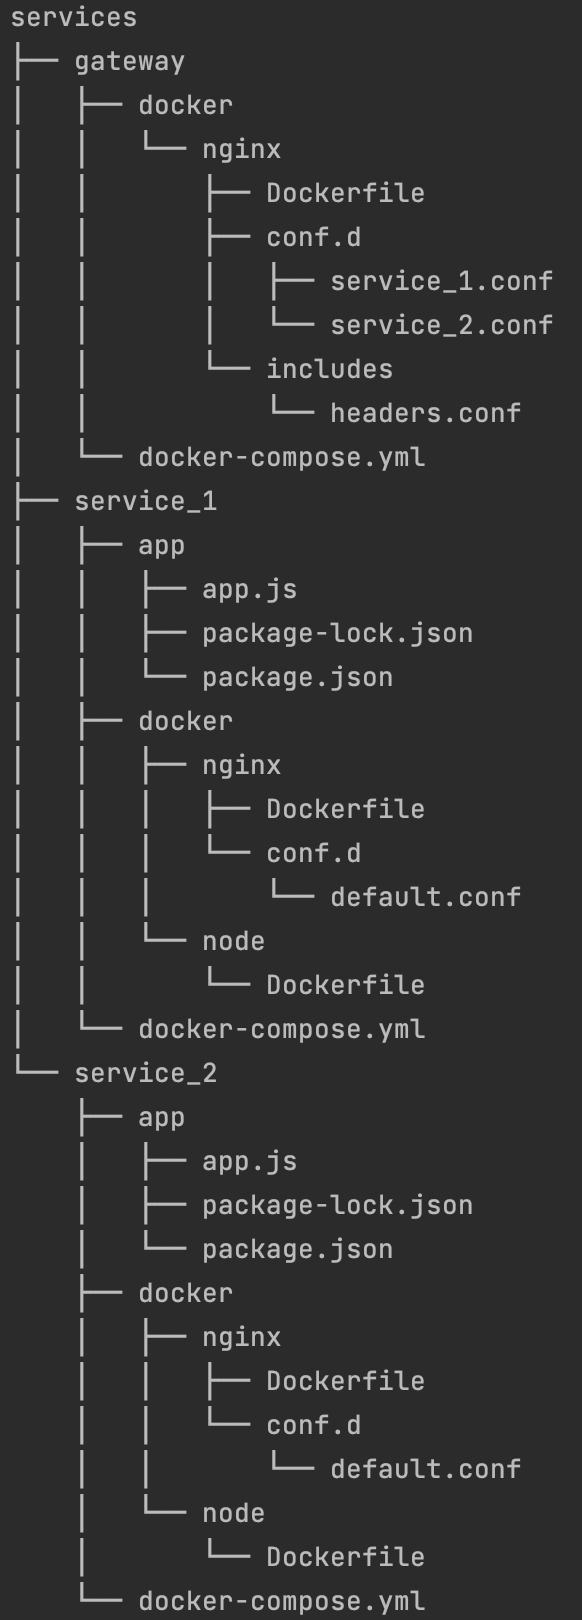 services
├── gateway
│   ├── docker
│   │   └── nginx
│   │       ├── Dockerfile
│   │       ├── conf.d
│   │       │   ├── service_1.conf
│   │       │   └── service_2.conf
│   │       └── includes
│   │           └── headers.conf
│   └── docker-compose.yml
├── service_1
│   ├── app
│   │   ├── app.js
│   │   ├── package-lock.json
│   │   └── package.json
│   ├── docker
│   │   ├── nginx
│   │   │   ├── Dockerfile
│   │   │   └── conf.d
│   │   │       └── default.conf
│   │   └── node
│   │       └── Dockerfile
│   └── docker-compose.yml
└── service_2
    ├── app
    │   ├── app.js
    │   ├── package-lock.json
    │   └── package.json
    ├── docker
    │   ├── nginx
    │   │   ├── Dockerfile
    │   │   └── conf.d
    │   │       └── default.conf
    │   └── node
    │       └── Dockerfile
    └── docker-compose.yml